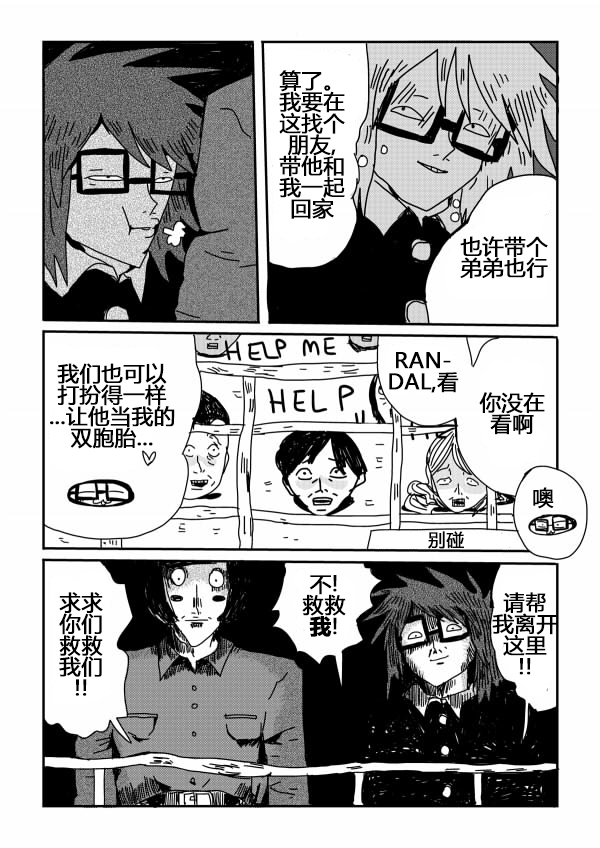 算了。
我要在
这找个
朋友,
带他和
我一起
回家
也许带个
弟弟也行
我们也可以
打扮得一样
...让他当我的
双胞胎...
HELP ME
HELP
RAN-
DAL,看
你没在
看啊
噢
别碰
求求
你们
救救
我们
!!
不!
救救
我!
请帮
我离开
这里
!!